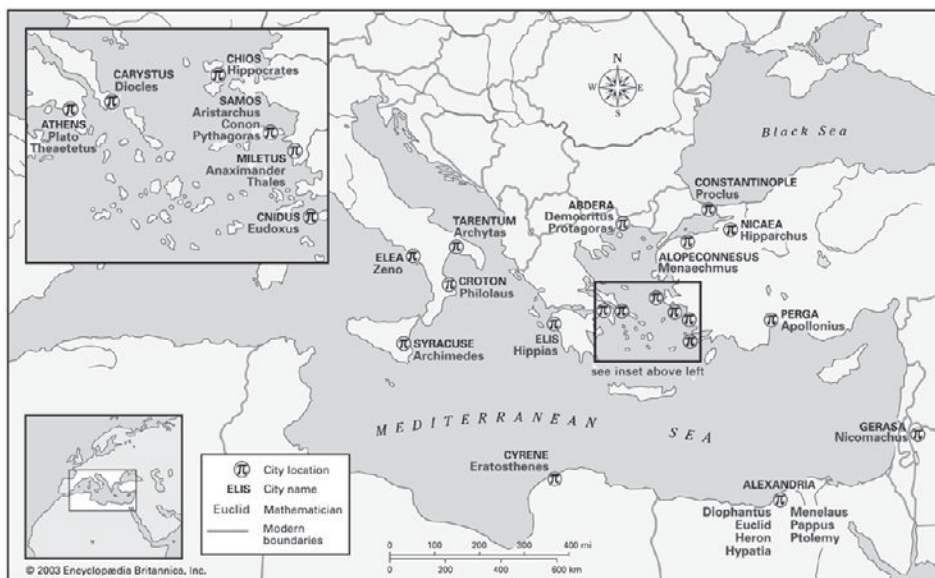 CHIOS
Hippocrates
CARYSTUS
Diocles
SAMOS
Aristarchus
Conon
Pythagoras
ATHENS
Plato
Theaetetus
MILETUS
Anaximander
Thales
CNIDUS
Eudoxus
N
W
E
S
Black Sea
CONSTANTINOPLE
Proclus
ABDERA
Democritus
Protagoras
NICAEA
Hipparchus
TARENTUM
Archytas
ALOPECONNESUS
Menaechmus
ELEA
Zeno
CROTON
Philolaus
PERGA
Apollonius
ELIS
Hippias
SYRACUSE
Archimedes
see inset above left
MEDITERRANEAN SEA
GERASA
Nicomachus
CYRENE
Eratosthenes
ALEXANDRIA
Diophantus Menelaus
Euclid Pappus
Heron Ptolemy
Hypatia
π City location
ELIS City name
Euclid Mathematician
Modern
boundaries
0 100 200 300 400 mi
0 200 400 600 km
© 2003 Encyclopædia Britannica, Inc.